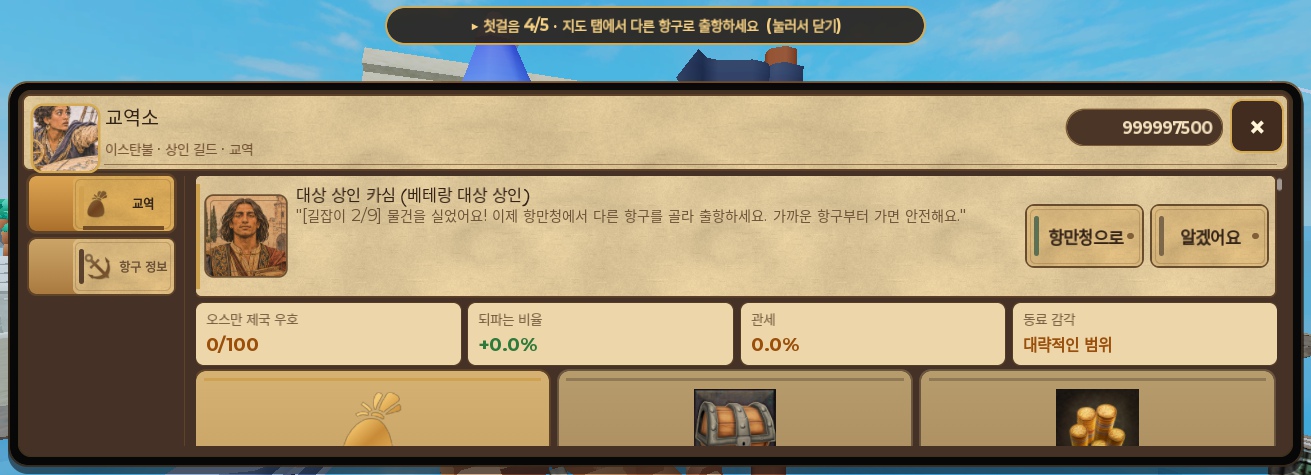 ▸ 첫걸음 4/5 · 지도 탭에서 다른 항구로 출항하세요 (눌러서 닫기)
교역소
이스탄불 · 상인 길드 · 교역
999997500
×
교역
항구 정보
대상 상인 카심 (베테랑 대상 상인)
"[길잡이 2/9] 물건을 실었어요! 이제 항만청에서 다른 항구를 골라 출항하세요. 가까운 항구부터 가면 안전해요."
항만청으로
알겠어요
오스만 제국 우호
0/100
되파는 비율
+0.0%
관세
0.0%
동료 감각
대략적인 범위